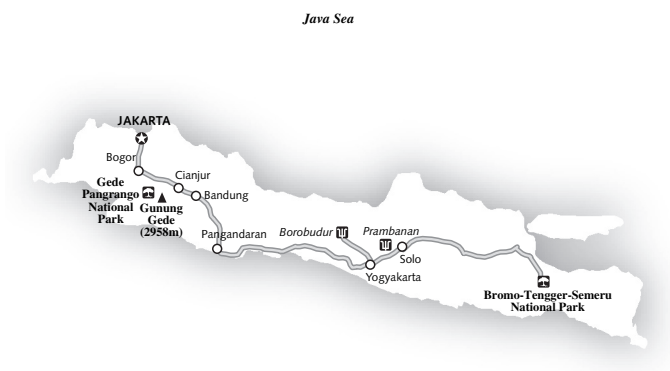 Java Sea
JAKARTA
Bogor
Cianjur
Gede
Pangrango
National
Park
Bandung
Gunung
Gede
(2958m)
Pangandaran
Borobudur
Prambanan
Solo
Yogyakarta
Bromo-Tengger-Semeru
National Park